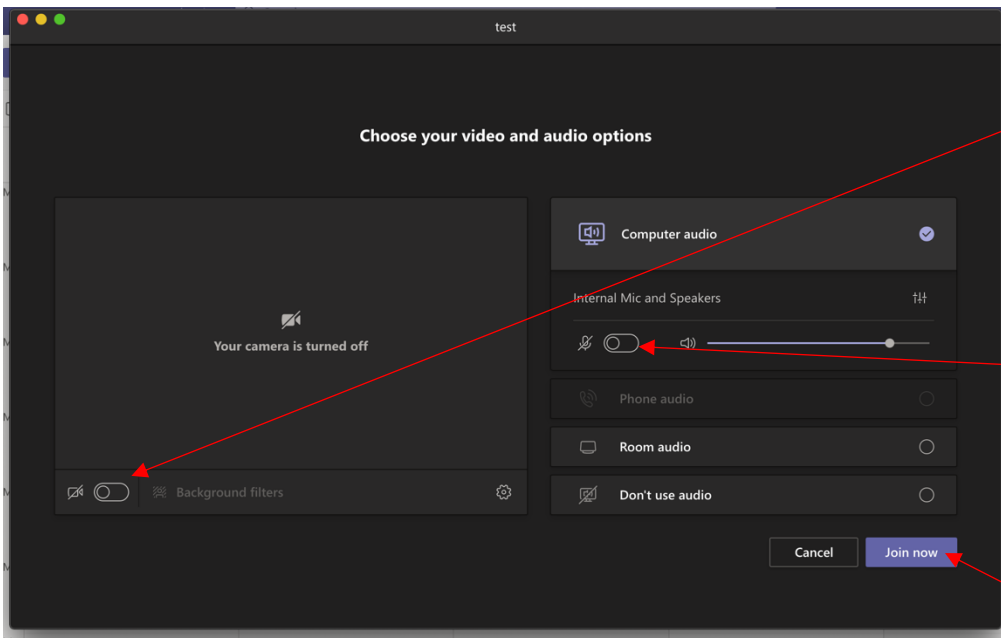 test
Choose your video and audio options
Your camera is turned off
Background filters
Computer audio
Internal Mic and Speakers
Phone audio
Room audio
Don't use audio
Cancel
Join now